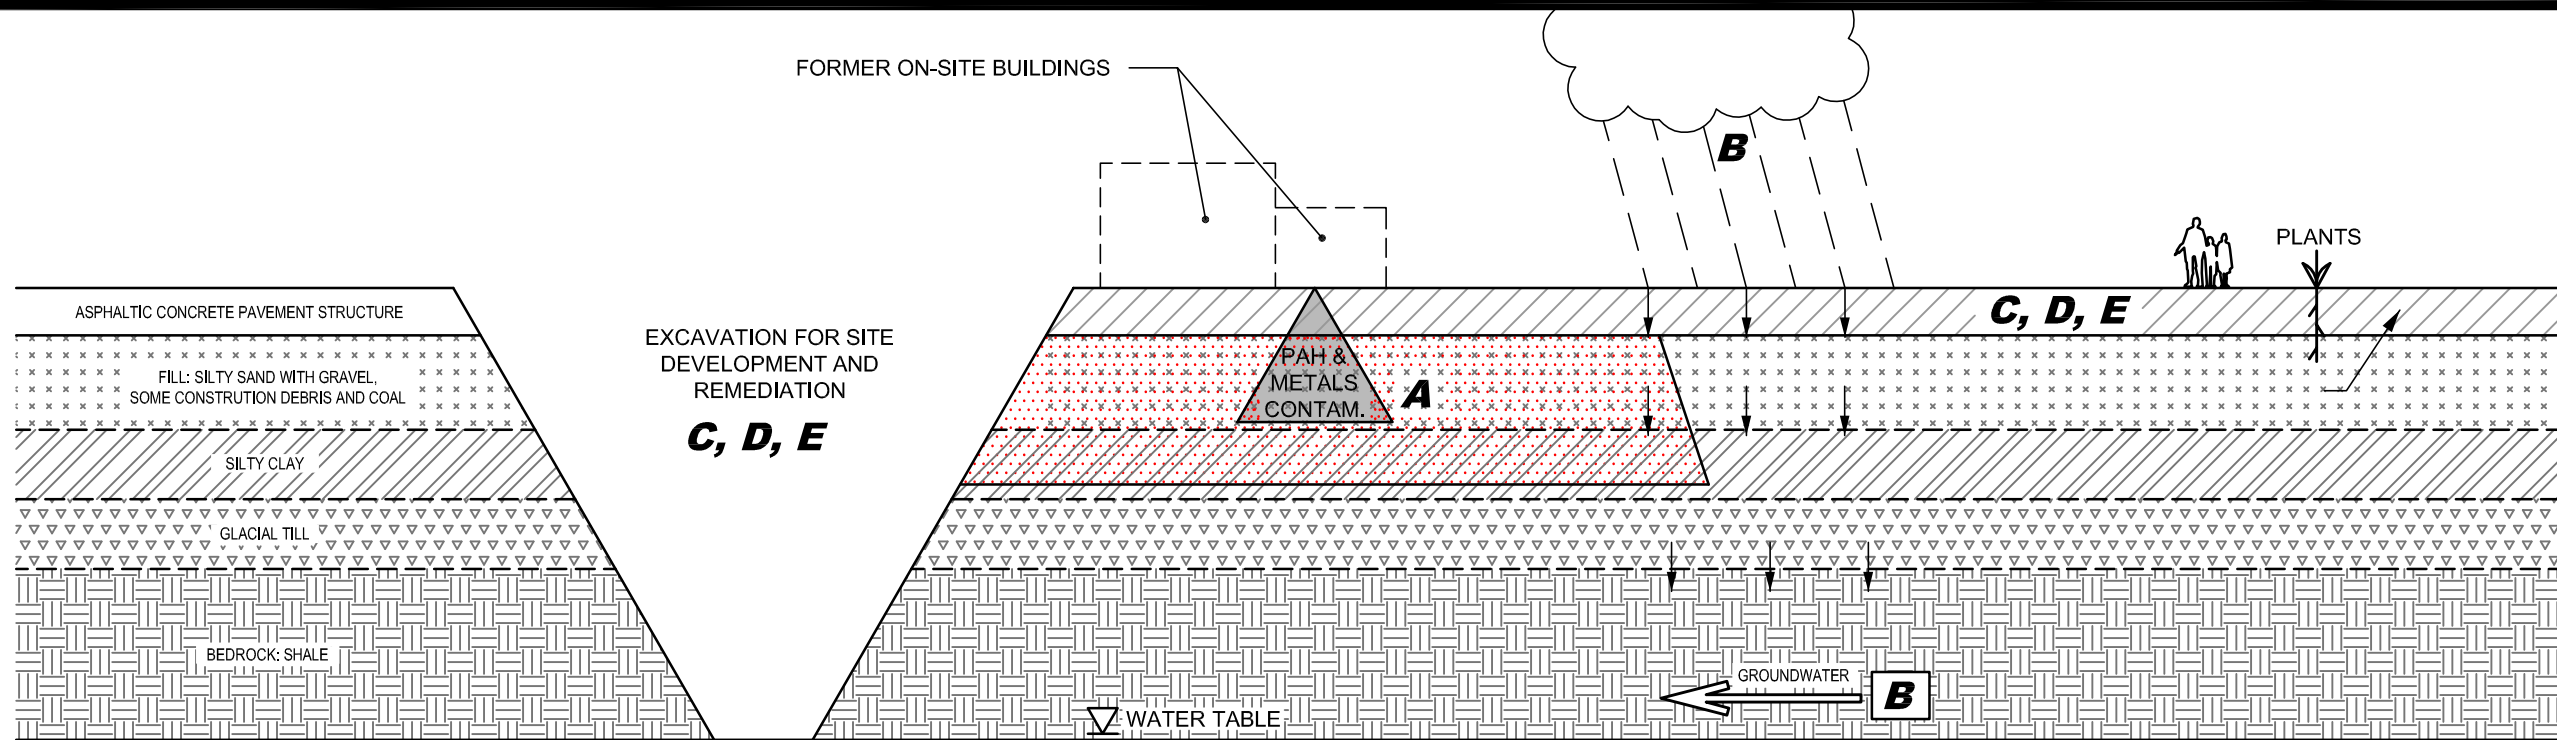 FORMER ON-SITE BUILDINGS
B
PLANTS
ASPHALTIC CONCRETE PAVEMENT STRUCTURE
C, D, E
EXCAVATION FOR SITE
DEVELOPMENT AND
REMEDIATION
C, D, E
PAH &
METALS
CONTAM.
A
FILL: SILTY SAND WITH GRAVEL,
SOME CONSTRUTION DEBRIS AND COAL
SILTY CLAY
GLACIAL TILL
BEDROCK: SHALE
GROUNDWATER
B
WATER TABLE